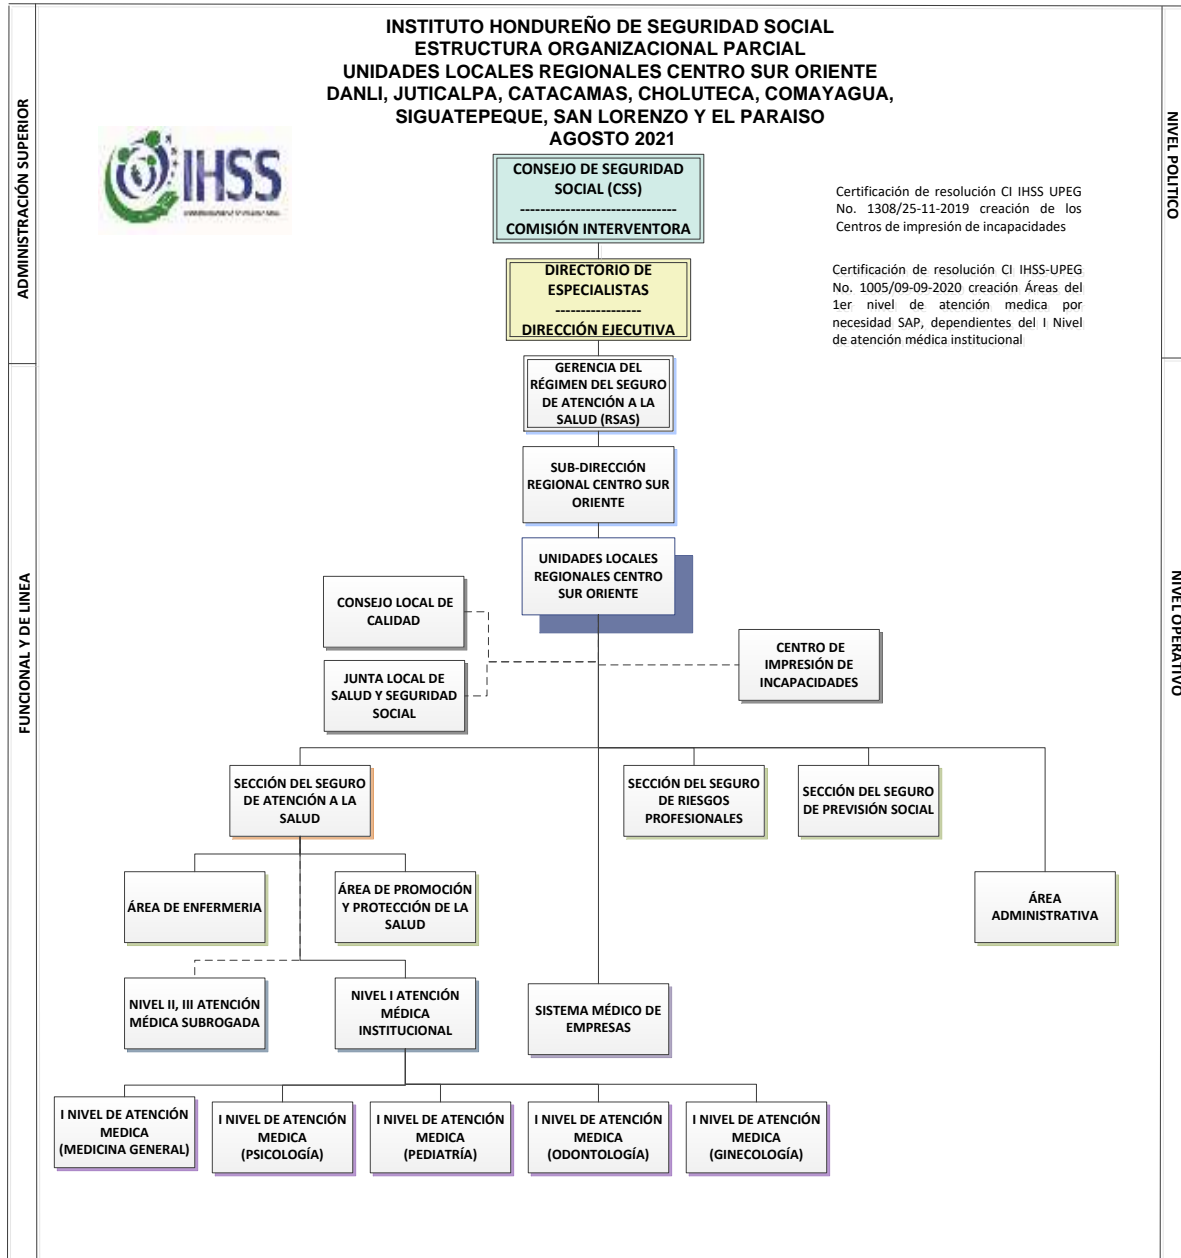 INSTITUTO HONDUREÑO DE SEGURIDAD SOCIAL
ESTRUCTURA ORGANIZACIONAL PARCIAL
UNIDADES LOCALES REGIONALES CENTRO SUR ORIENTE
DANLI, JUTICALPA, CATACAMAS, CHOLUTECA, COMAYAGUA,
SIGUATEPEQUE, SAN LORENZO Y EL PARAISO
AGOSTO 2021
ADMINISTRACIÓN SUPERIOR
NIVEL POLITICO
IHSS
CONSEJO DE SEGURIDAD
SOCIAL (CSS)
-------------------------------
COMISIÓN INTERVENTORA
Certificación de resolución CI IHSS UPEG
No. 1308/25-11-2019 creación de los
Centros de impresión de incapacidades
DIRECTORIO DE
ESPECIALISTAS
-----------------
DIRECCIÓN EJECUTIVA
Certificación de resolución CI IHSS-UPEG
No. 1005/09-09-2020 creación Áreas del
1er nivel de atención medica por
necesidad SAP, dependientes del I Nivel
de atención médica institucional
GERENCIA DEL
RÉGIMEN DEL SEGURO
DE ATENCIÓN A LA
SALUD (RSAS)
SUB-DIRECCIÓN
REGIONAL CENTRO SUR
ORIENTE
FUNCIONAL Y DE LINEA
NIVEL OPERATIVO
UNIDADES LOCALES
REGIONALES CENTRO
SUR ORIENTE
CONSEJO LOCAL DE
CALIDAD
JUNTA LOCAL DE
SALUD Y SEGURIDAD
SOCIAL
CENTRO DE
IMPRESIÓN DE
INCAPACIDADES
SECCIÓN DEL SEGURO
DE ATENCIÓN A LA
SALUD
SECCIÓN DEL SEGURO
DE RIESGOS
PROFESIONALES
SECCIÓN DEL SEGURO
DE PREVISIÓN SOCIAL
ÁREA DE ENFERMERIA
ÁREA DE PROMOCIÓN
Y PROTECCIÓN DE LA
SALUD
ÁREA
ADMINISTRATIVA
NIVEL II, III ATENCIÓN
MÉDICA SUBROGADA
NIVEL I ATENCIÓN
MÉDICA
INSTITUCIONAL
SISTEMA MÉDICO DE
EMPRESAS
I NIVEL DE ATENCIÓN
MEDICA
(MEDICINA GENERAL)
I NIVEL DE ATENCIÓN
MEDICA
(PSICOLOGÍA)
I NIVEL DE ATENCIÓN
MEDICA
(PEDIATRÍA)
I NIVEL DE ATENCIÓN
MEDICA
(ODONTOLOGÍA)
I NIVEL DE ATENCIÓN
MEDICA
(GINECOLOGÍA)